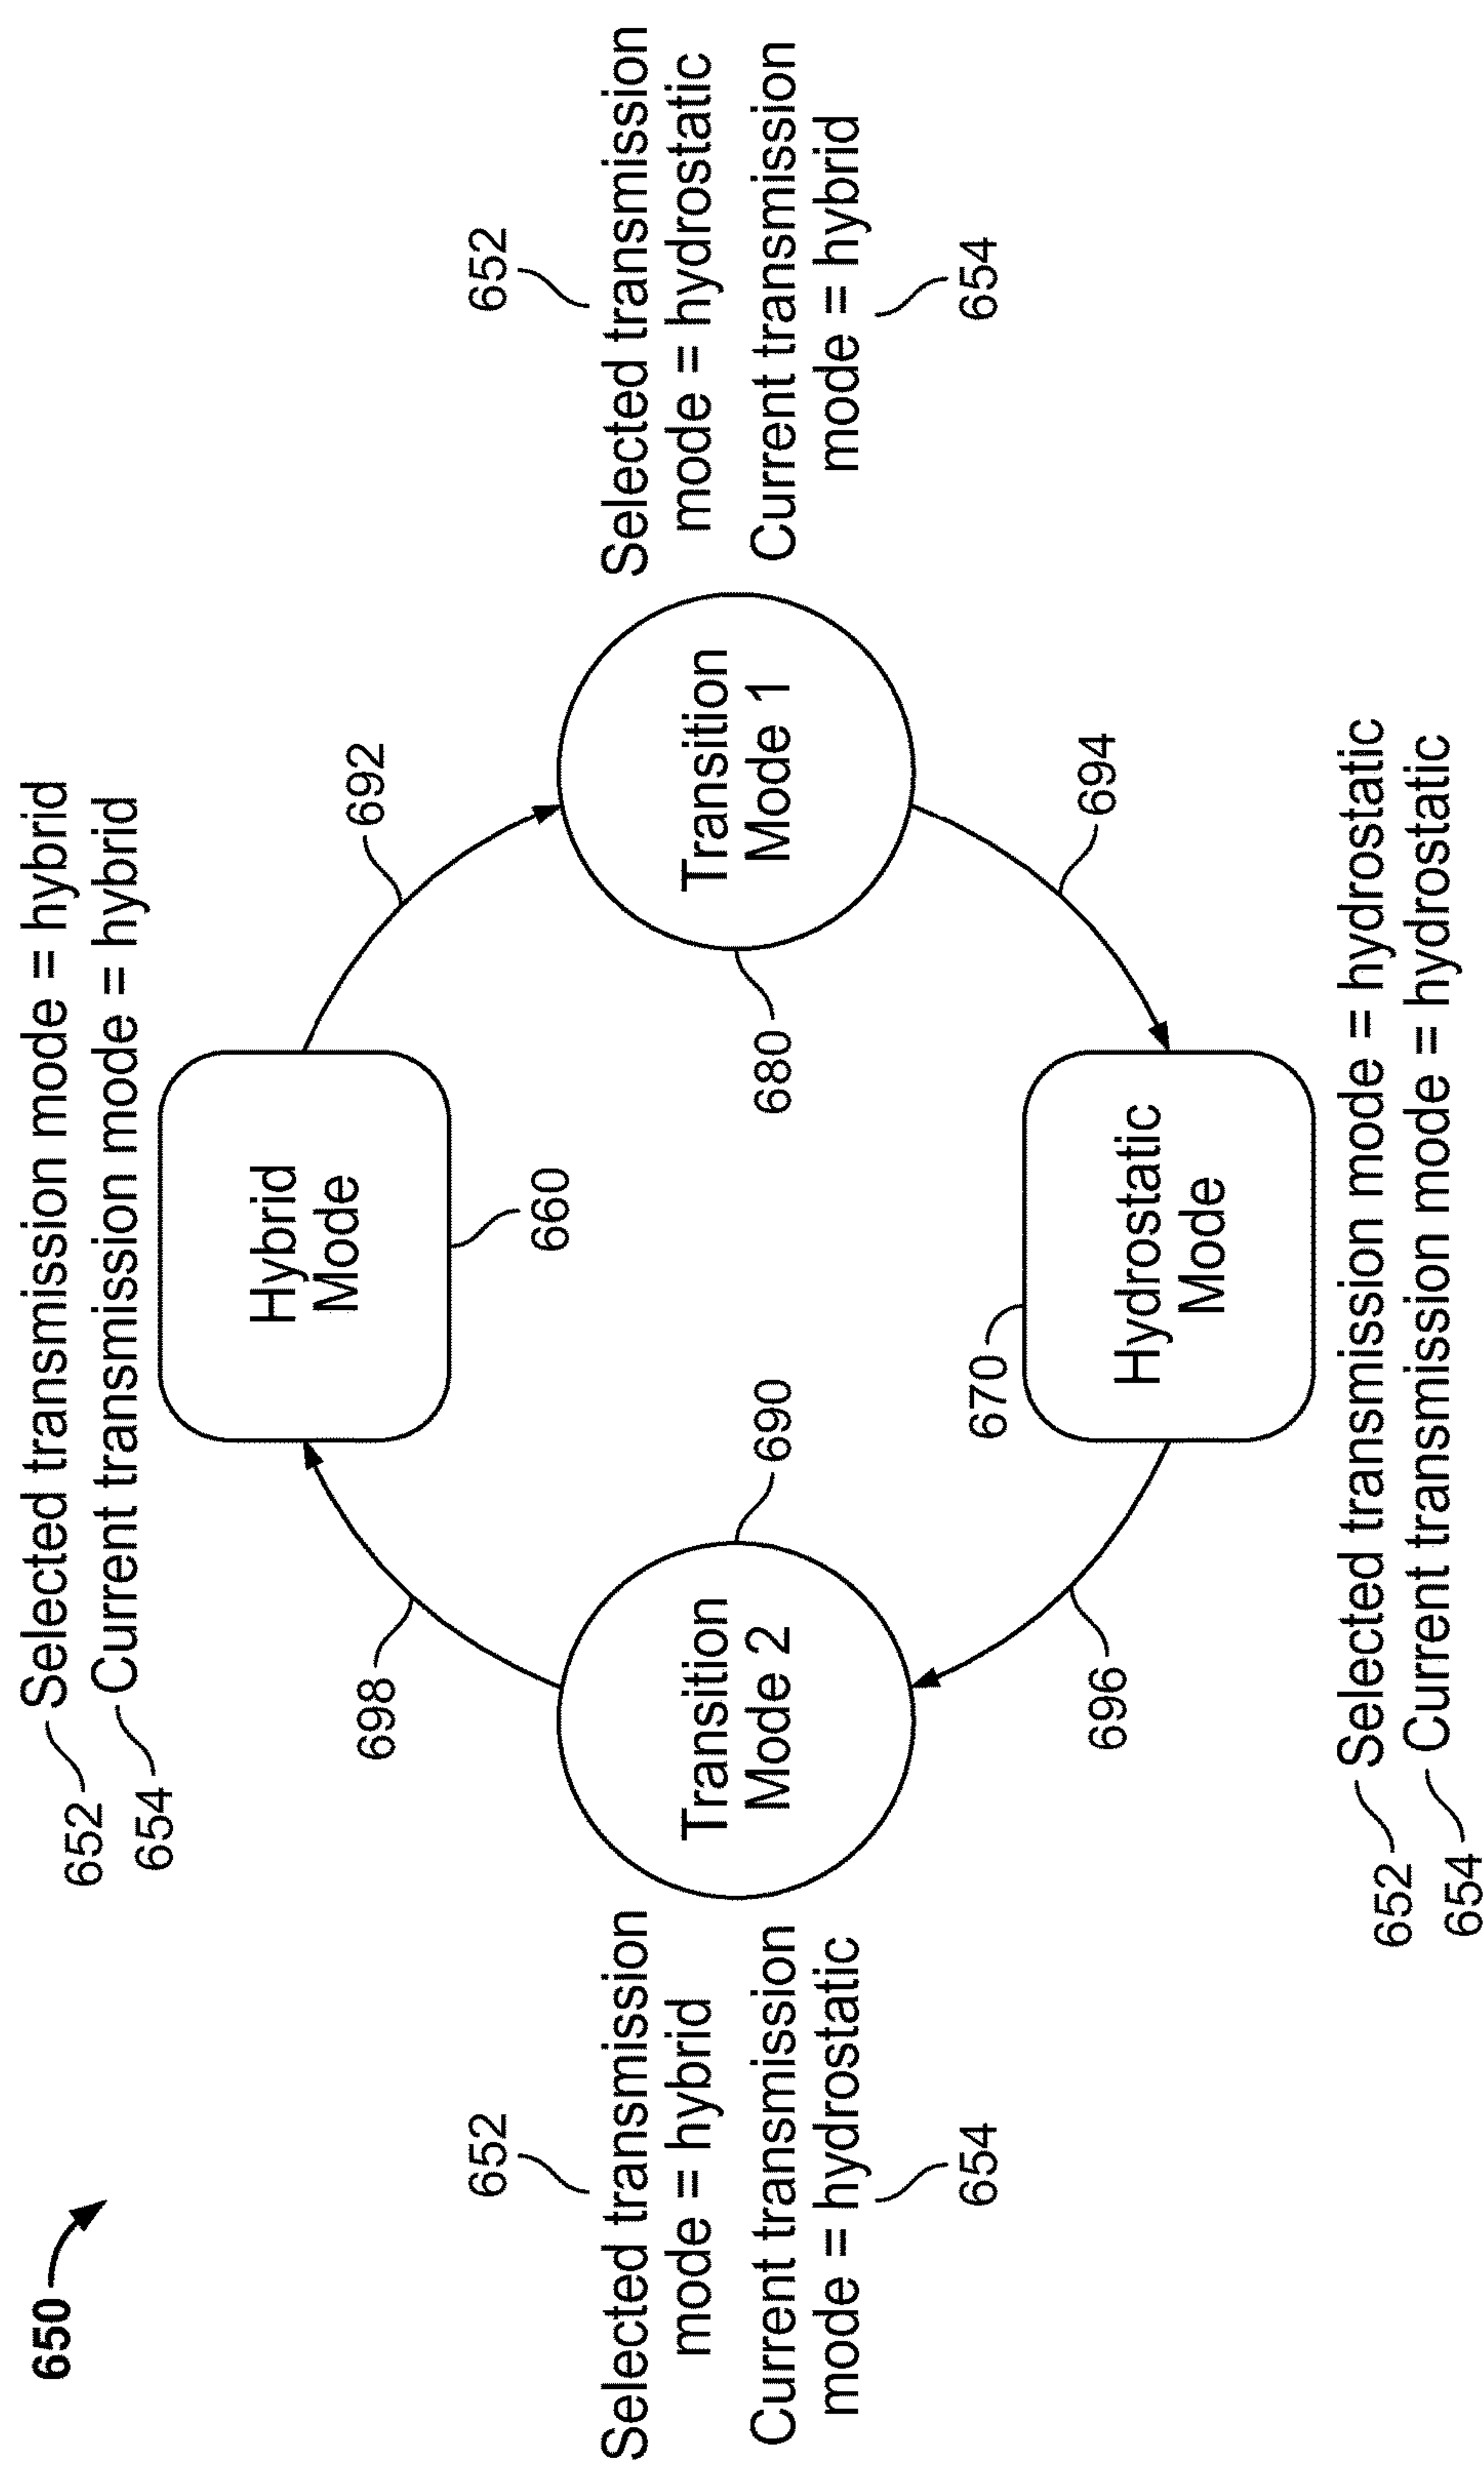 650
652 Selected transmission mode = hybrid
654 Current transmission mode = hybrid
Hybrid
Mode
660
698
692
652
Selected transmission
mode = hybrid
Current transmission
mode = hydrostatic
654
Transition
Mode 2
690
680
Transition
Mode 1
652
Selected transmission
mode = hydrostatic
Current transmission
mode = hybrid
654
696
694
670
Hydrostatic
Mode
652 Selected transmission mode = hydrostatic
654 Current transmission mode = hydrostatic